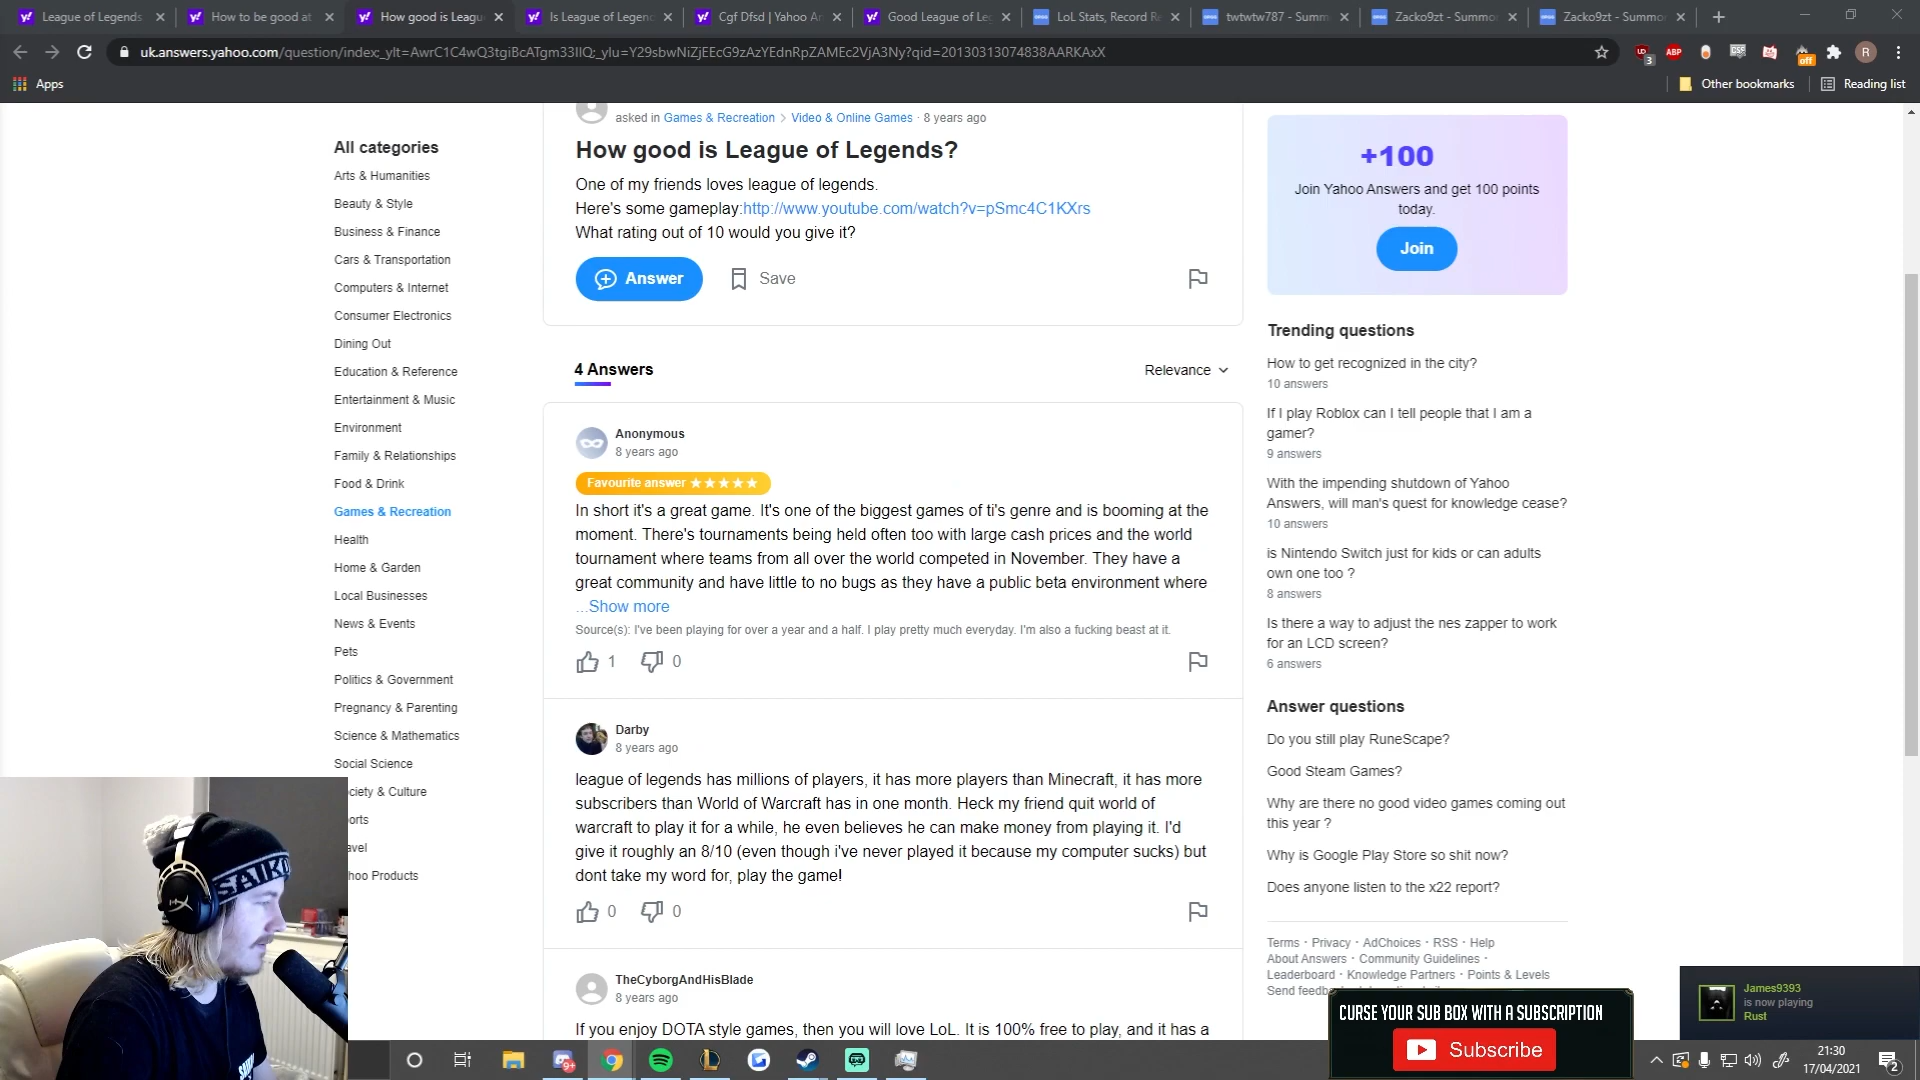 League of Legends
How to be good at
How good is Leagu
Is League of Legen
Cgf Dfsd | Yahoo A
Good League of Le
LoL Stats, Record R
twtwtw787 - Summ
Zacko9zt - Summo
Zacko9zt - Summo
uk.answers.yahoo.com/question/index;_ylt=AwrC1C4wQ3tgiBcATgm33IlQ;_ylu=Y29sbwNiZjEEcG9zAzYEdnRpZAMEc2VjA3Ny?qid=20130313074838AARKAxX
3
ABP
off
R
Apps
Other bookmarks
Reading list
All categories
Arts & Humanities
Beauty & Style
Business & Finance
Cars & Transportation
Computers & Internet
Consumer Electronics
Dining Out
Education & Reference
Entertainment & Music
Environment
Family & Relationships
Food & Drink
Games & Recreation
Health
Home & Garden
Local Businesses
News & Events
Pets
Politics & Government
Pregnancy & Parenting
Science & Mathematics
Social Science
ciety & Culture
orts
avel
hoo Products
asked in Games & Recreation > Video & Online Games · 8 years ago
How good is League of Legends?
One of my friends loves league of legends.
Here's some gameplay:http://www.youtube.com/watch?v=pSmc4C1KXrs
What rating out of 10 would you give it?
Answer
Save
4 Answers
Relevance
Anonymous
8 years ago
Favourite answer ★★★★★
In short it's a great game. It's one of the biggest games of ti's genre and is booming at the
moment. There's tournaments being held often too with large cash prices and the world
tournament where teams from all over the world competed in November. They have a
great community and have little to no bugs as they have a public beta environment where
...Show more
Source(s): I've been playing for over a year and a half. I play pretty much everyday. I'm also a fucking beast at it.
1
0
Darby
8 years ago
league of legends has millions of players, it has more players than Minecraft, it has more
subscribers than World of Warcraft has in one month. Heck my friend quit world of
warcraft to play it for a while, he even believes he can make money from playing it. I'd
give it roughly an 8/10 (even though i've never played it because my computer sucks) but
dont take my word for, play the game!
0
0
TheCyborgAndHisBlade
8 years ago
If you enjoy DOTA style games, then you will love LoL. It is 100% free to play, and it has a
+100
Join Yahoo Answers and get 100 points
today.
Join
Trending questions
How to get recognized in the city?
10 answers
If I play Roblox can I tell people that I am a
gamer?
9 answers
With the impending shutdown of Yahoo
Answers, will man's quest for knowledge cease?
10 answers
is Nintendo Switch just for kids or can adults
own one too ?
8 answers
Is there a way to adjust the nes zapper to work
for an LCD screen?
6 answers
Answer questions
Do you still play RuneScape?
Good Steam Games?
Why are there no good video games coming out
this year ?
Why is Google Play Store so shit now?
Does anyone listen to the x22 report?
Terms · Privacy · AdChoices · RSS · Help
About Answers · Community Guidelines ·
Leaderboard · Knowledge Partners · Points & Levels
Send feedb
CURSE YOUR SUB BOX WITH A SUBSCRIPTION
Subscribe
James9393
is now playing
Rust
SAIKO
21:30
17/04/2021
2